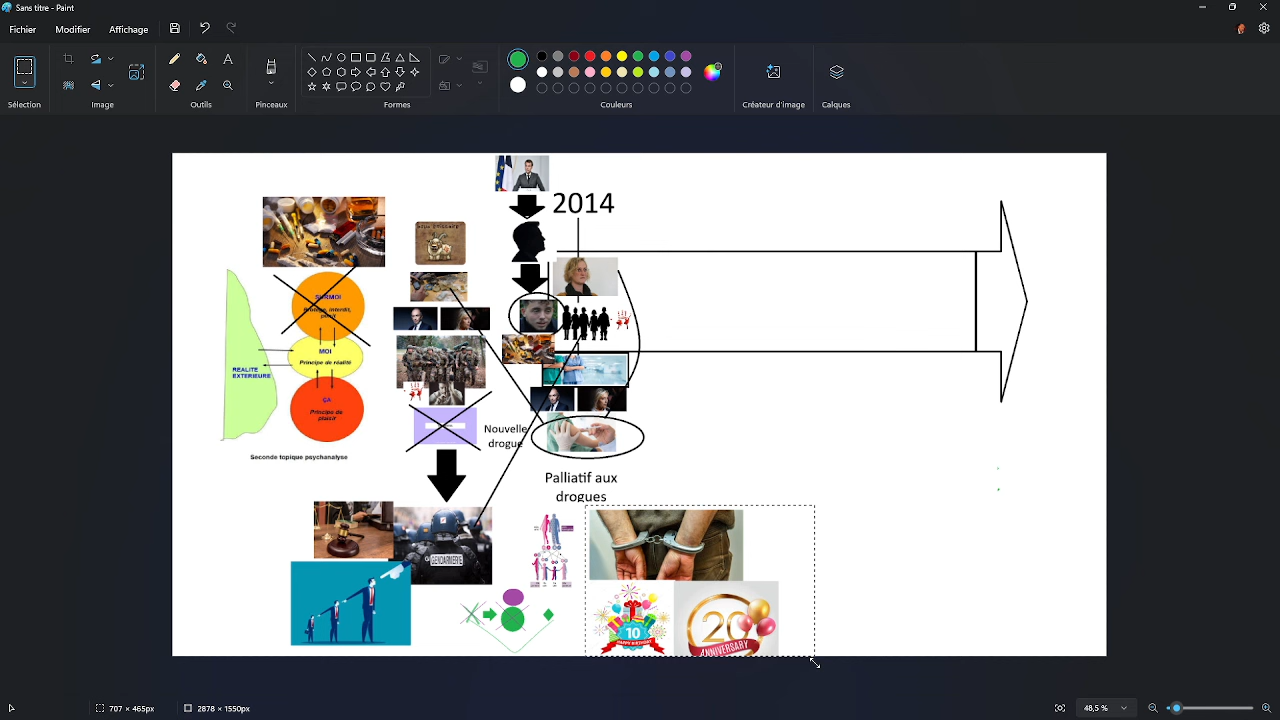 Sans titre - Paint
Fichier Modifier Affichage
Sélection
Image
Outils
Pinceaux
Formes
Couleurs
Créateur d'image
Calques
2014
SURMOI
MOI
Principe de réalité
REALITE
EXTERIEURE
ÇA
Principe de
plaisir
Seconde topique psychanalyse
Nouvelle
drogue
Palliatif aux
drogues
GENDARMERIE
10
HAPPY BIRTHDAY
20
ANNIVERSARY
707 × 465px
2878 × 1550px
48,5 %